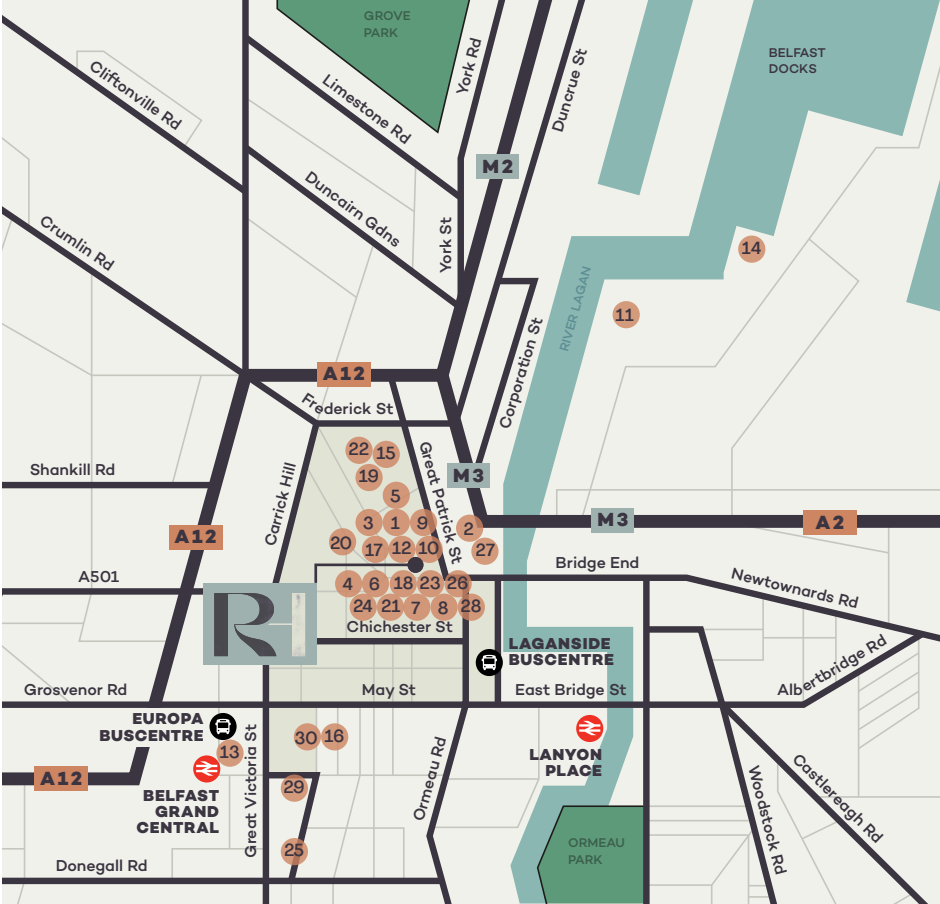 GROVE
PARK
BELFAST
DOCKS
York Rd
Duncrue St
Cliftonville Rd
Limestone Rd
M2
Duncairn Gdns
York St
Crumlin Rd
14
RIVER LAGAN
11
A12
Corporation St
Frederick St
22 15
Great Patrick St
Shankill Rd
19
M3
Carrick Hill
5
3 1 9 2
M3
A2
A12
20 17 12 10 27
Bridge End
A501
4 6 18 23 26
Newtownards Rd
24 21 7 8 28
RI
Chichester St
LAGANSIDE
BUSCENTRE
Albertbridge Rd
Grosvenor Rd
May St
East Bridge St
EUROPA
BUSCENTRE
30 16
13
LANYON
PLACE
A12
Great Victoria St
29
Ormeau Rd
Woodstock Rd
Castlereagh Rd
BELFAST
GRAND
CENTRAL
25
ORMEAU
PARK
Donegall Rd